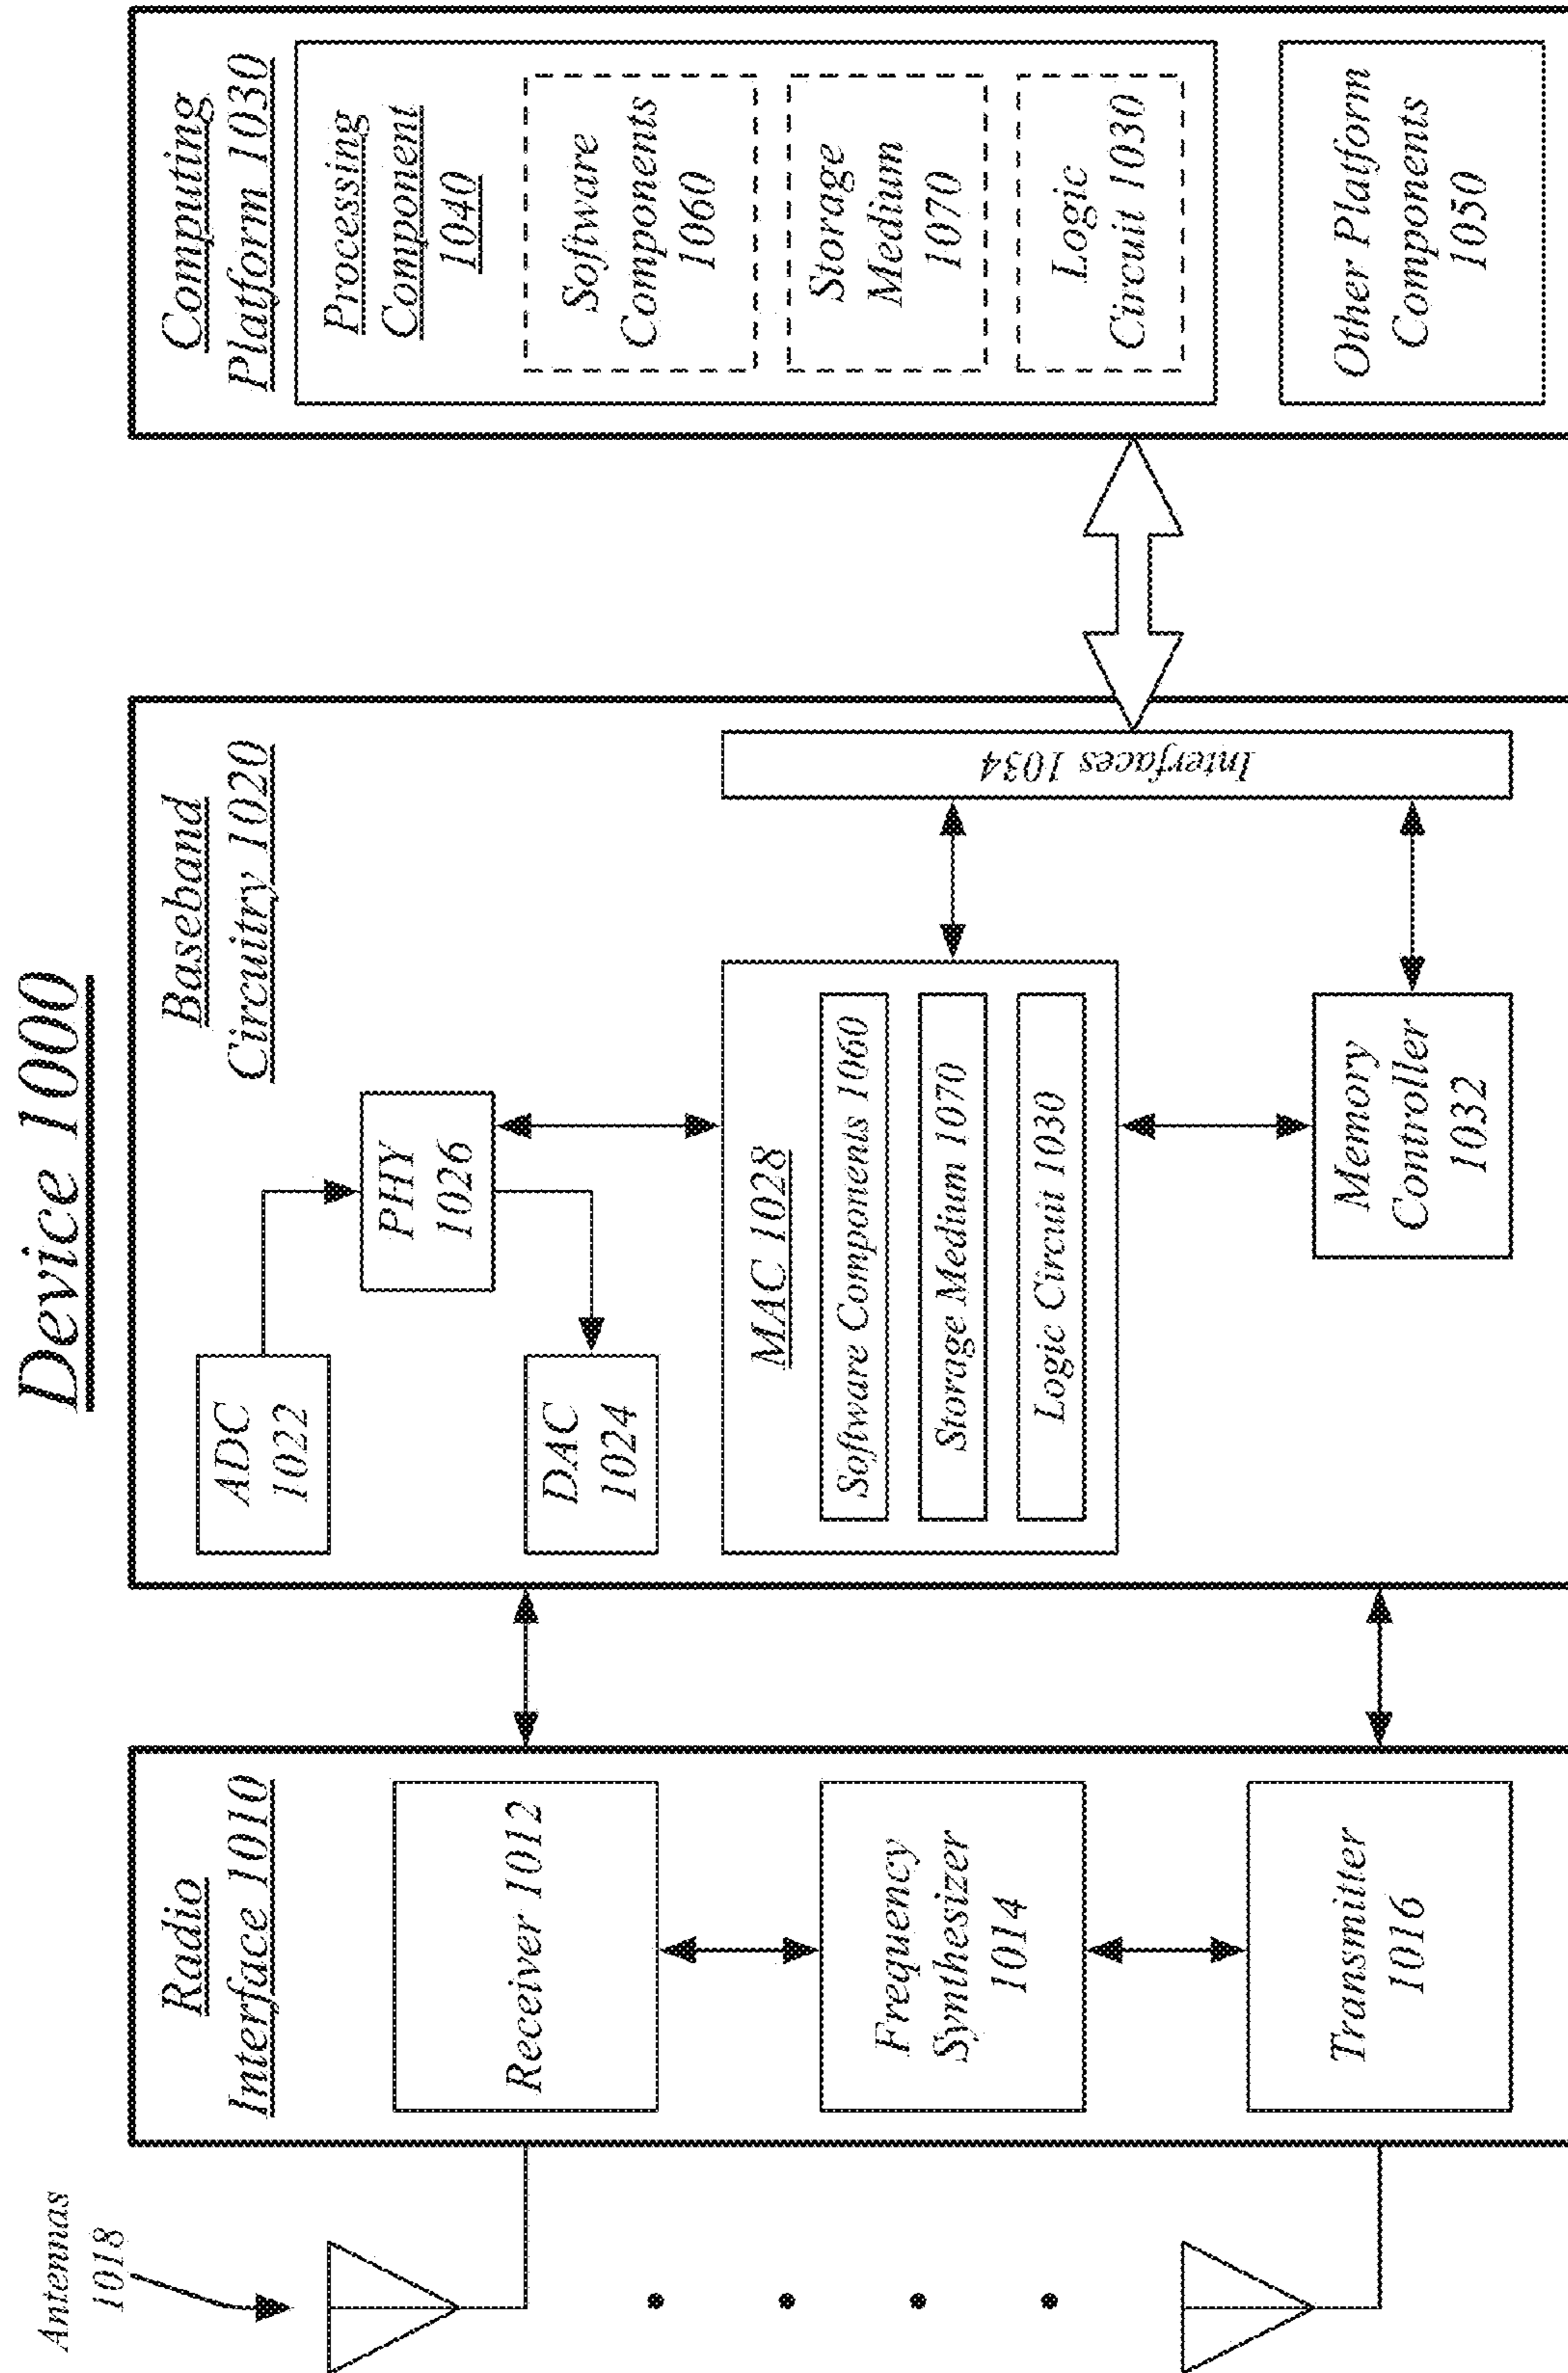 Device 1000
Antennas
1018
Radio
Interface 1010
Receiver 1012
Frequency
Synthesizer
1014
Transmitter
1016
Baseband
Circuitry 1020
ADC
1022
PHY
1026
DAC
1024
MAC 1028
Software Components 1060
Storage Medium 1070
Logic Circuit 1030
Memory
Controller
1032
Interfaces 1034
Computing
Platform 1030
Processing
Component
1040
Software
Components
1060
Storage
Medium
1070
Logic
Circuit 1030
Other Platform
Components
1050